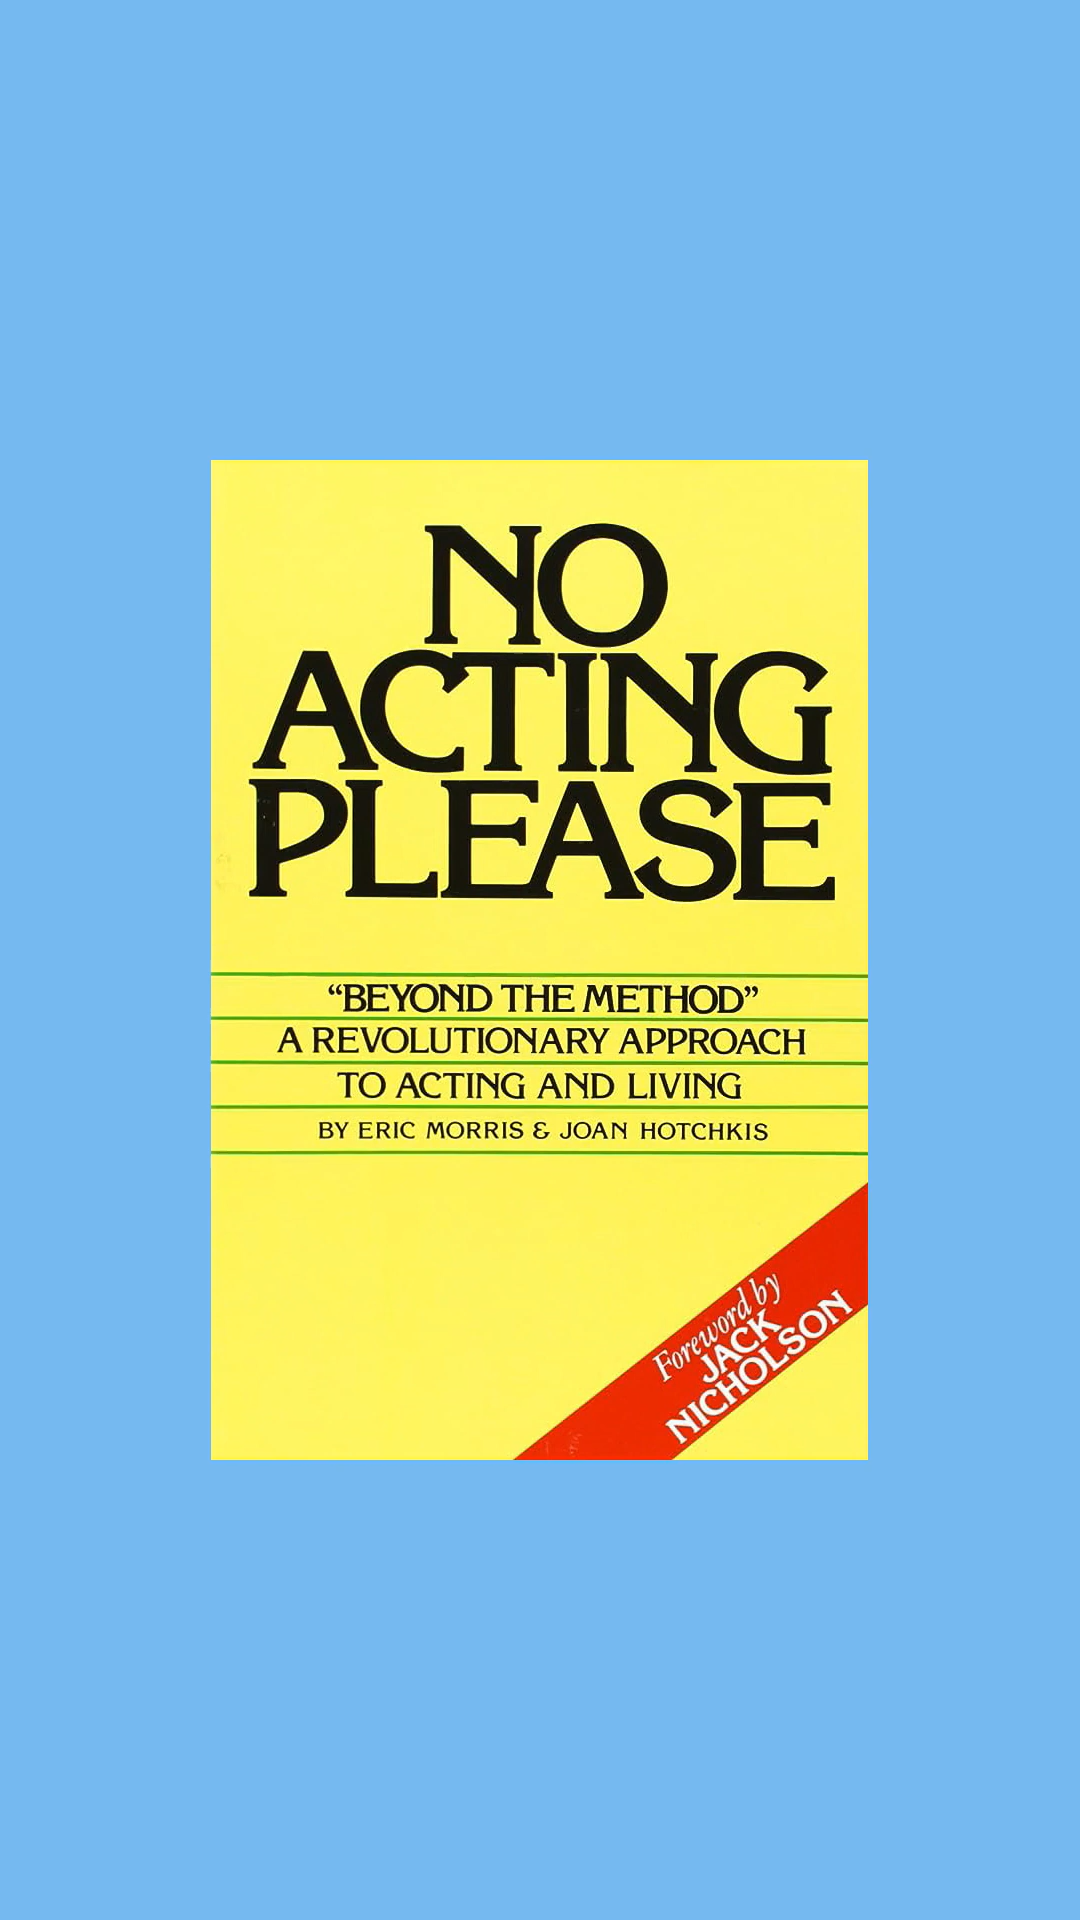 NO
ACTING
PLEASE
“BEYOND THE METHOD”
A REVOLUTIONARY APPROACH
TO ACTING AND LIVING
BY ERIC MORRIS & JOAN HOTCHKIS
Foreword by
JACK
NICHOLSON